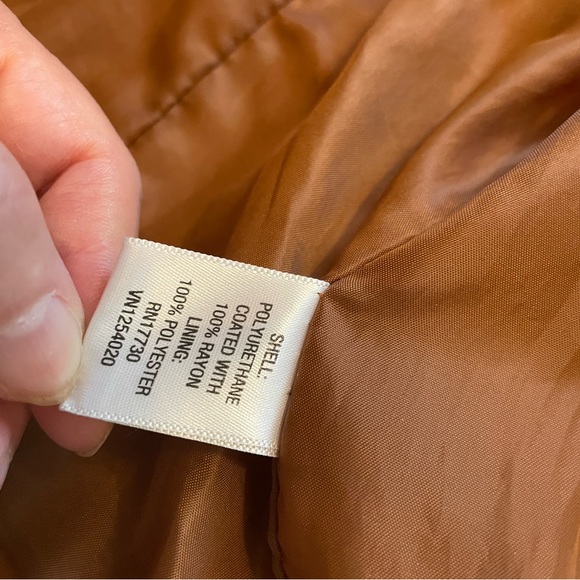 SHELL:
POLYURETHANE
COATED WITH
100% RAYON
LINING:
100% POLYESTER
RN17730
VN1254020